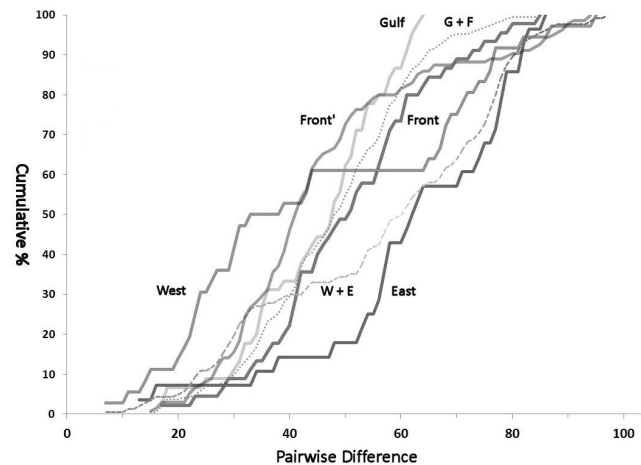 100
90
80
70
60
50
40
30
20
10
0
Cumulative %
Gulf
G + F
Front'
Front
West
W + E
East
0 20 40 60 80 100
Pairwise Difference